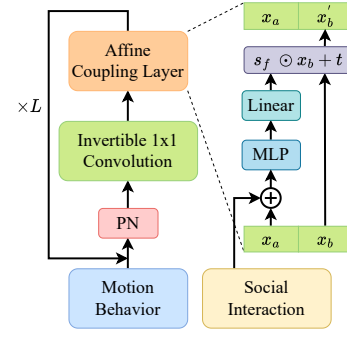 x_a x_b'
Affine
Coupling Layer
s_f ⊙ x_b + t
×L
Linear
Invertible 1x1
Convolution
MLP
PN
x_a x_b
Motion
Behavior
Social
Interaction